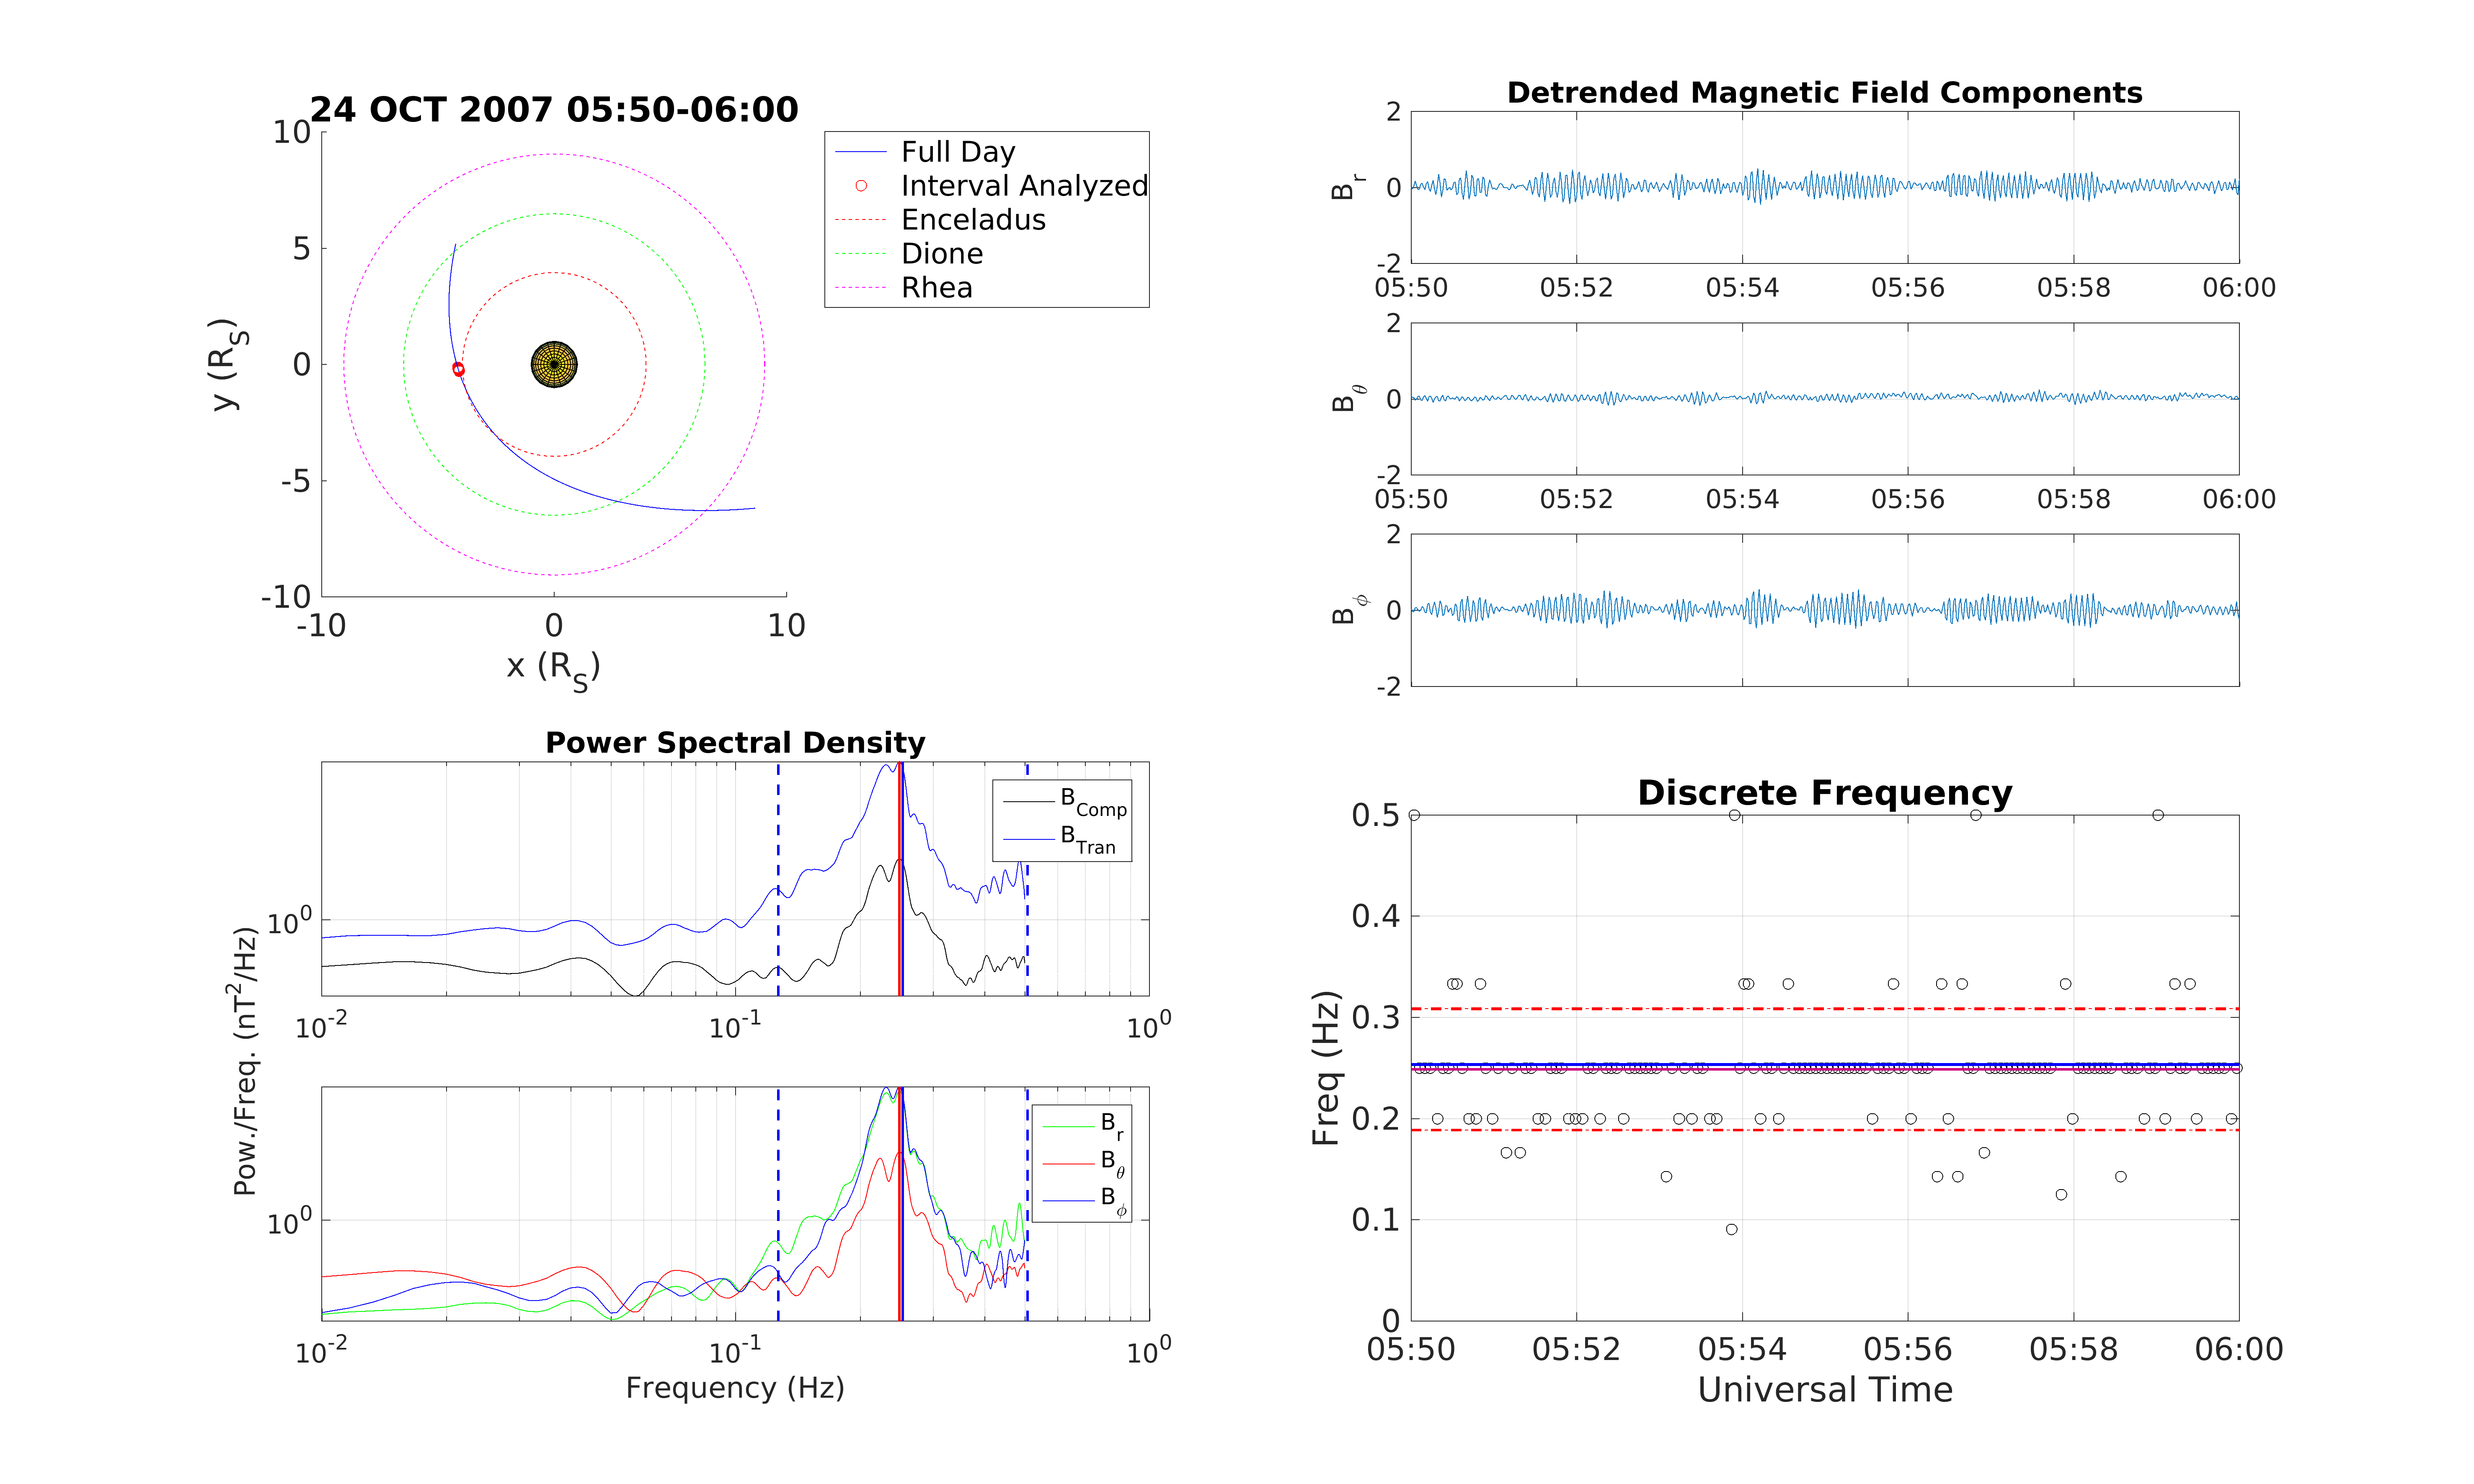 24 OCT 2007 05:50-06:00
10
5
0
-5
-10
-10 0 10
y (R_S)
x (R_S)
Full Day
Interval Analyzed
Enceladus
Dione
Rhea
Detrended Magnetic Field Components
2
0
-2
B_r
05:50 05:52 05:54 05:56 05:58 06:00
2
0
-2
B_θ
05:50 05:52 05:54 05:56 05:58 06:00
2
0
-2
B_ϕ
Power Spectral Density
B_Comp
B_Tran
10^0
10^-2 10^-1 10^0
Pow./Freq. (nT^2/Hz)
B_r
B_θ
B_ϕ
10^0
10^-2 10^-1 10^0
Frequency (Hz)
Discrete Frequency
0.5
0.4
0.3
0.2
0.1
0
Freq (Hz)
05:50 05:52 05:54 05:56 05:58 06:00
Universal Time